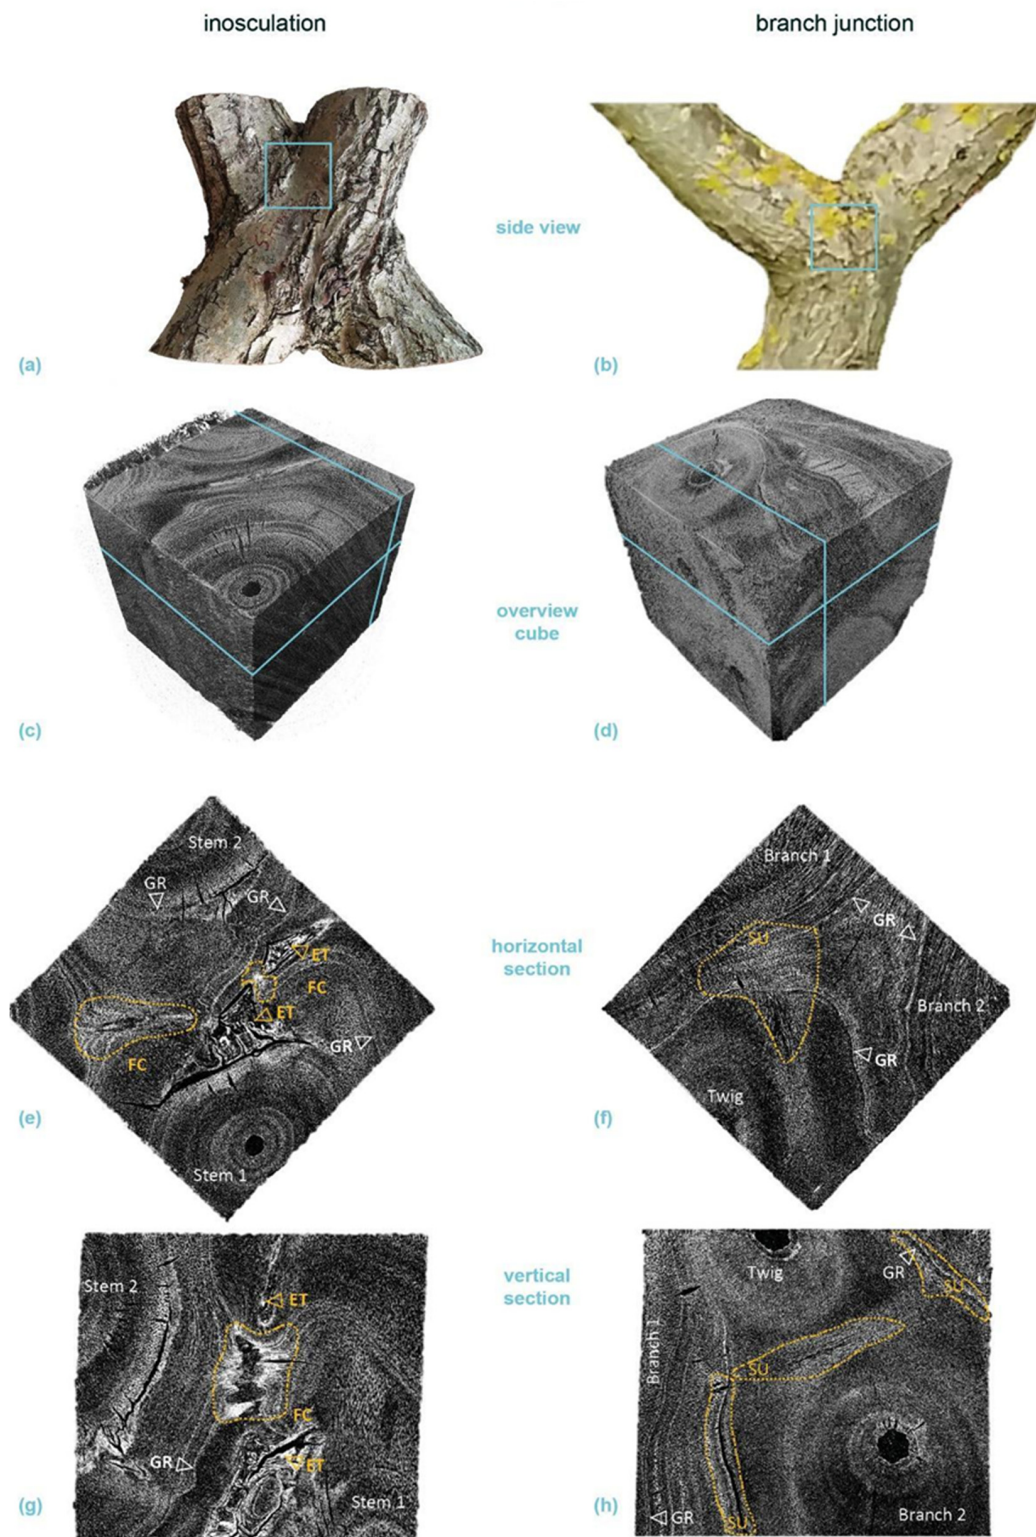 inosculation
branch junction
side view
(a)
(b)
overview
cube
(c)
(d)
Stem 2
GR
GR
ET
FC
ET
GR
FC
Stem 1
(e)
horizontal
section
Branch 1
GR
SU
Branch 2
GR
Twig
(f)
vertical
section
Stem 2
ET
FC
GR
ET
Stem 1
(g)
Twig
GR
SU
Branch 1
SU
SU
GR
Branch 2
(h)